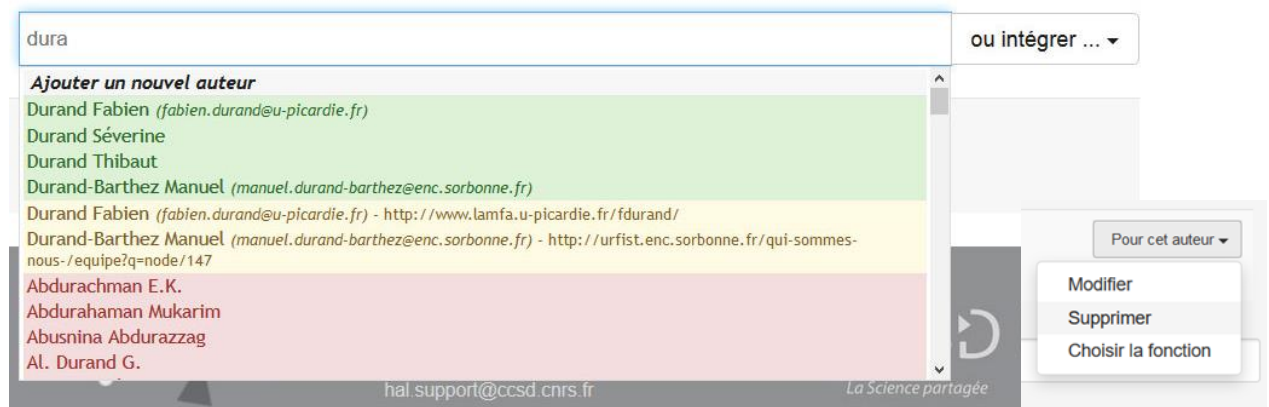 dura
ou intégrer ...
Ajouter un nouvel auteur
Durand Fabien (fabien.durand@u-picardie.fr)
Durand Séverine
Durand Thibaut
Durand-Barthez Manuel (manuel.durand-barthez@enc.sorbonne.fr)
Durand Fabien (fabien.durand@u-picardie.fr) - http://www.lamfa.u-picardie.fr/fdurand/
Durand-Barthez Manuel (manuel.durand-barthez@enc.sorbonne.fr) - http://urfist.enc.sorbonne.fr/qui-sommes-
nous-/equipe?q=node/147
Abdurachman E.K.
Abdurahaman Mukarim
Abusnina Abdurazzag
Al. Durand G.
hal.support@ccsd.cnrs.fr
La Science partagée
Pour cet auteur
Modifier
Supprimer
Choisir la fonction